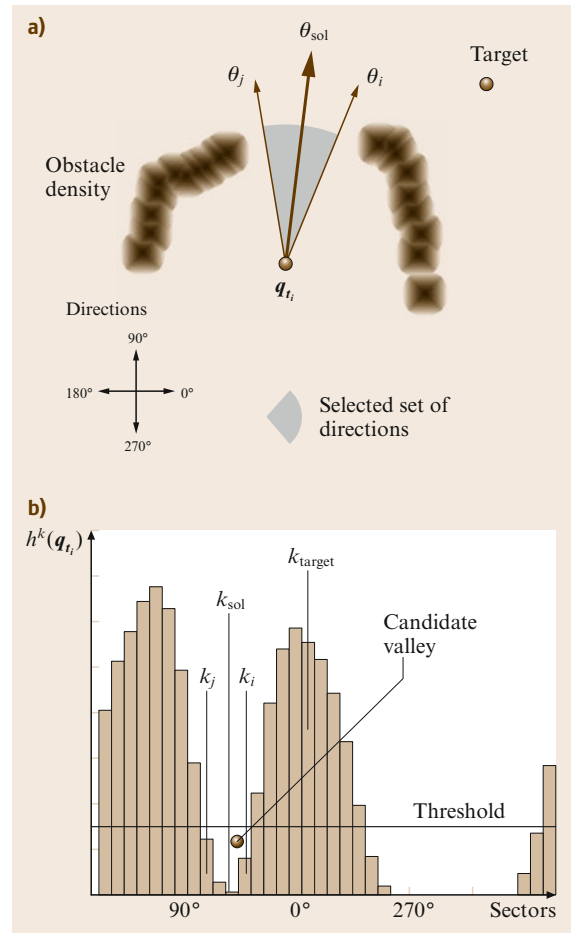 a)
θsol
θj
θi
Target
Obstacle
density
qti
Directions
90°
180°
0°
270°
Selected set of
directions
b)
hk(qti)
ktarget
ksol
Candidate
valley
kj
ki
Threshold
90°
0°
270°
Sectors